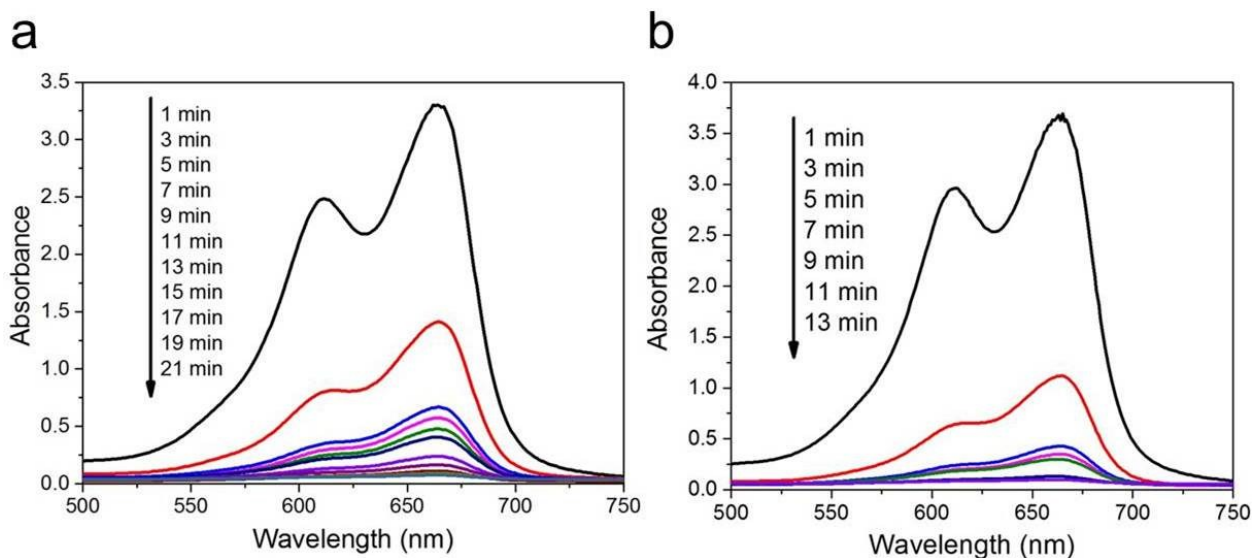 a
3.5
3.0
2.5
2.0
1.5
1.0
0.5
0.0
Absorbance
1 min
3 min
5 min
7 min
9 min
11 min
13 min
15 min
17 min
19 min
21 min
500
550
600
650
700
750
Wavelength (nm)
b
4.0
3.5
3.0
2.5
2.0
1.5
1.0
0.5
0.0
Absorbance
1 min
3 min
5 min
7 min
9 min
11 min
13 min
500
550
600
650
700
750
Wavelength (nm)